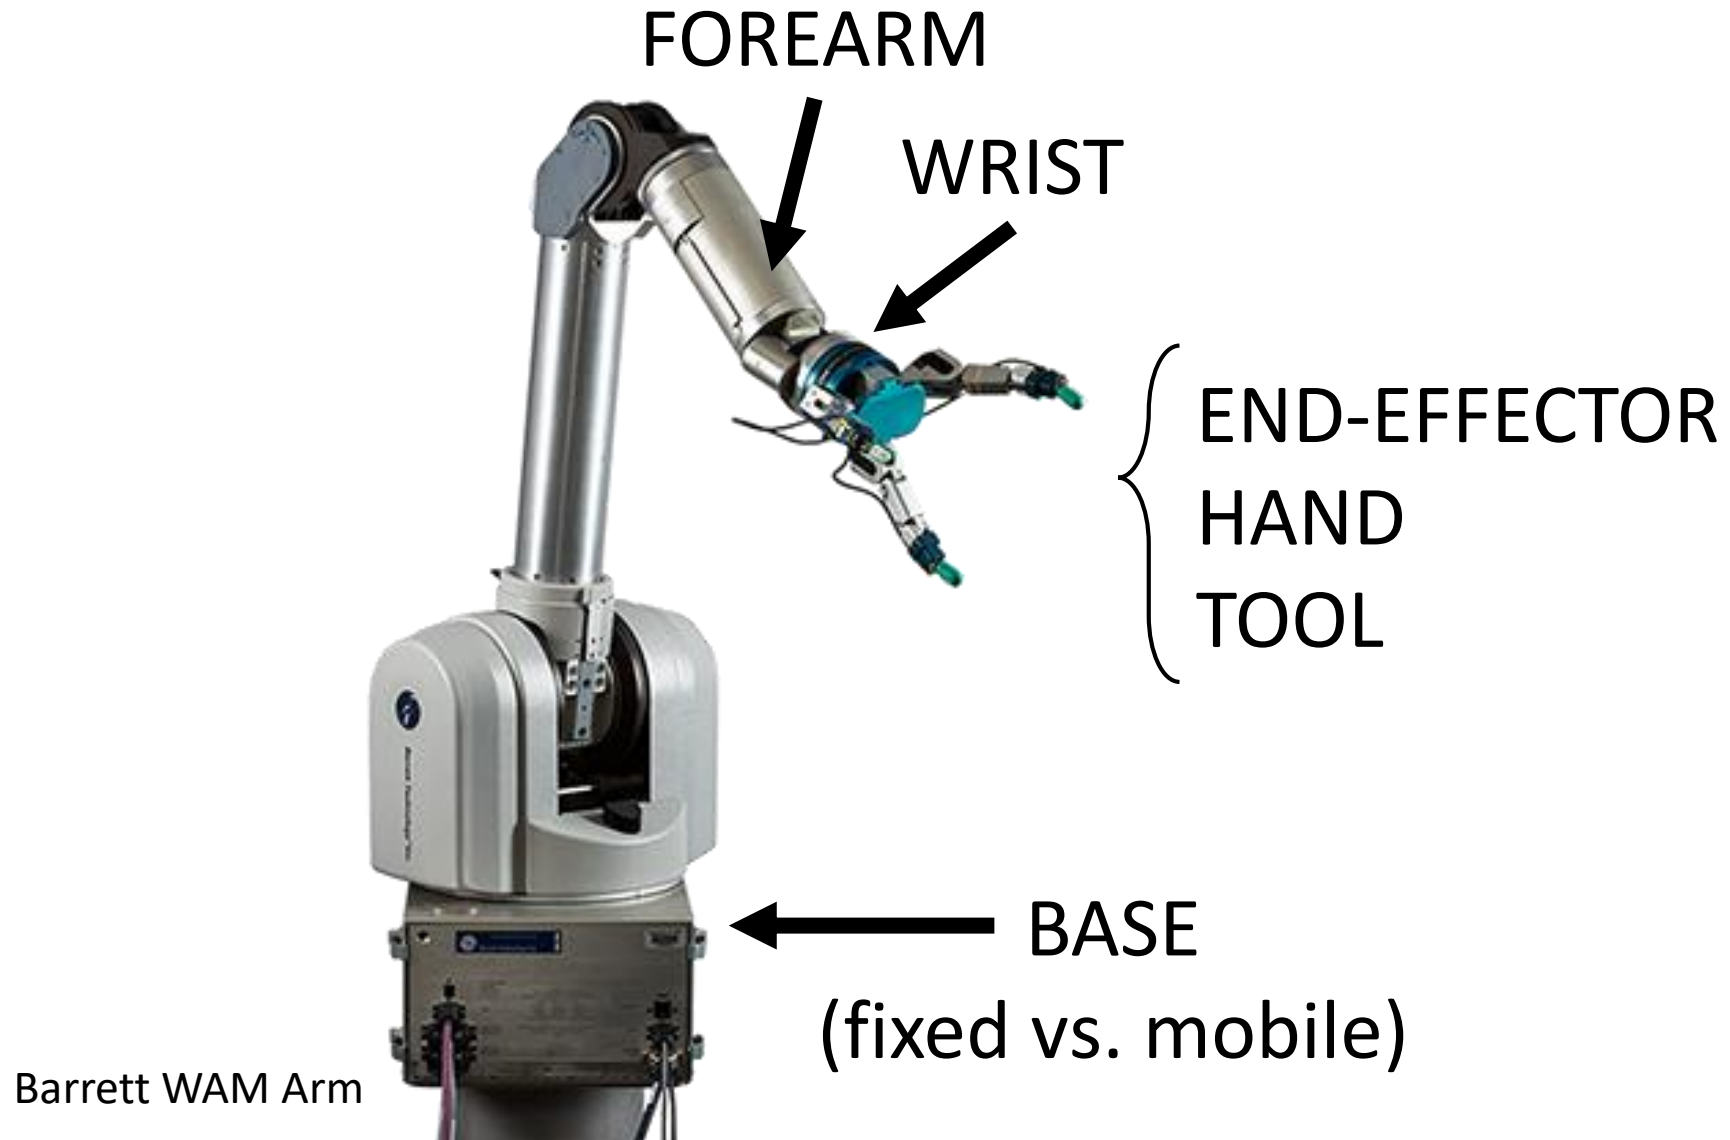 FOREARM
WRIST
END-EFFECTOR
HAND
TOOL
BASE
(fixed vs. mobile)
Barrett WAM Arm